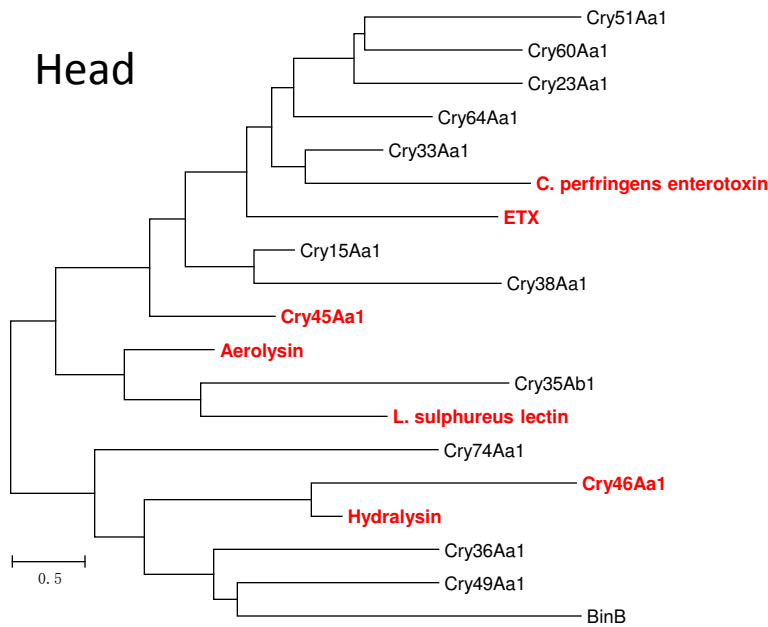 Head
Cry51Aa1
Cry60Aa1
Cry23Aa1
Cry64Aa1
Cry33Aa1
C. perfringens enterotoxin
ETX
Cry15Aa1
Cry38Aa1
Cry45Aa1
Aerolysin
Cry35Ab1
L. sulphureus lectin
Cry74Aa1
Cry46Aa1
Hydralysin
Cry36Aa1
Cry49Aa1
BinB
0.5